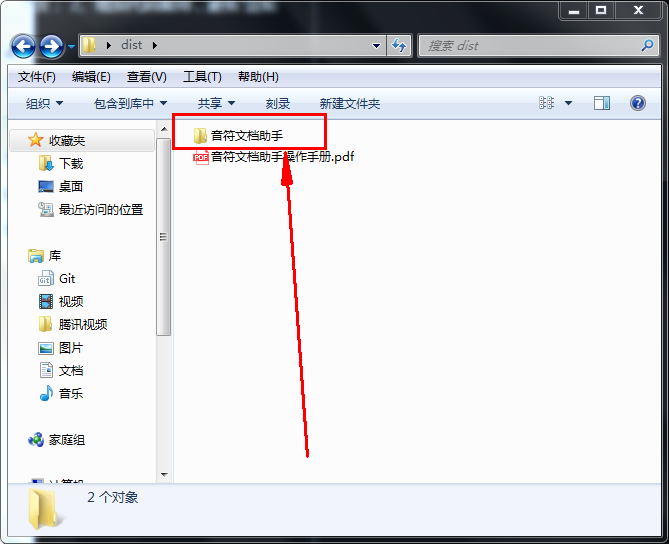 dist
搜索 dist
文件(F) 编辑(E) 查看(V) 工具(T) 帮助(H)
组织 包含到库中 共享 刻录 新建文件夹
收藏夹
下载
桌面
最近访问的位置
库
Git
视频
腾讯视频
图片
文档
音乐
家庭组
音符文档助手
PDF
音符文档助手操作手册.pdf
2 个对象